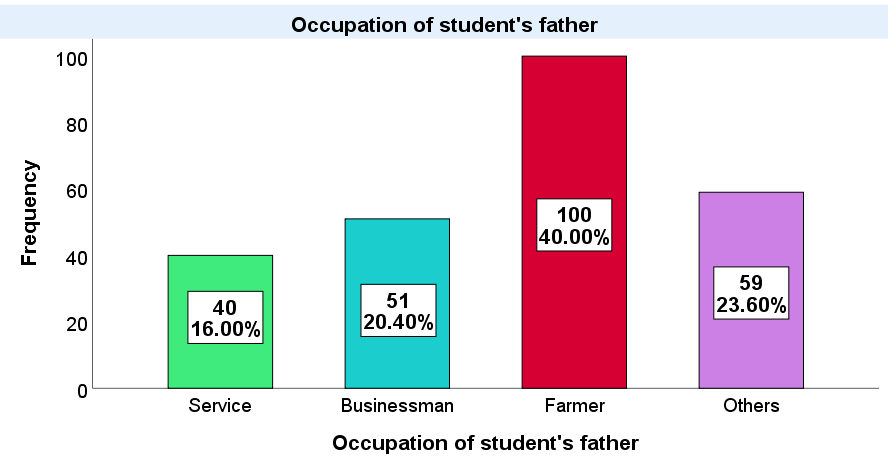 Occupation of student's father
Frequency
100
80
60
40
20
0
40
16.00%
51
20.40%
100
40.00%
59
23.60%
Service
Businessman
Farmer
Others
Occupation of student's father